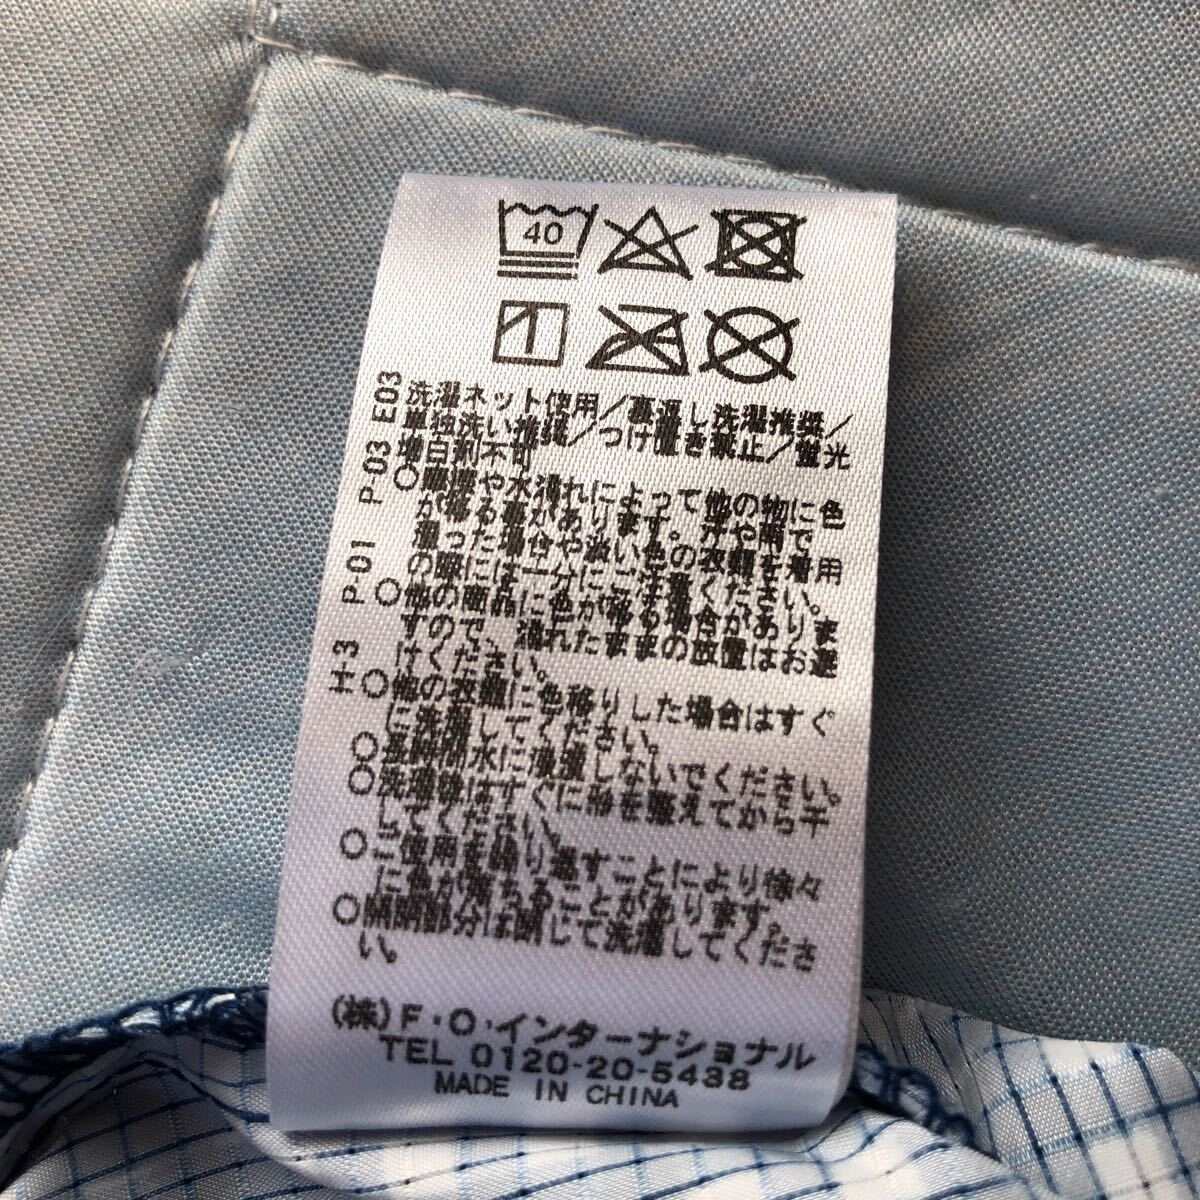 40
E03 洗濯ネット使用/裏返し洗濯推奨/
単独洗い推奨/つけ置き禁止/蛍光
増白剤不可
P-03 ○摩擦や水濡れによって他の物に色
が移る事があります。汗や雨で
湿った場合や淡い色の衣類を着用
の際には十分にご注意ください。
P-01 ○他の商品に色が移る場合がありま
すので、濡れたままの放置はお避
けください。
H-3 ○他の衣類に色移りした場合はすぐ
に洗濯してください。
○長時間水に浸漬しないでください。
○洗濯後はすぐに形を整えてから干
してください。
○ご使用を繰り返すことにより徐々
に色が落ちることがあります。
○開閉部分は閉じて洗濯してくださ
い。
(株)F・O・インターナショナル
TEL 0120-20-5438
MADE IN CHINA